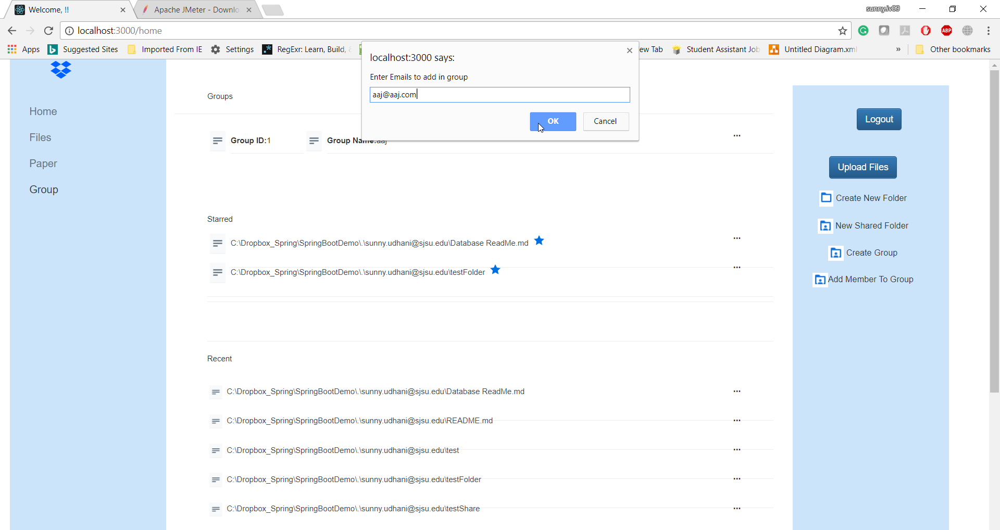 Welcome, !!
Apache JMeter - Downlo
sunny.iv09
localhost:3000/home
ABP
Apps
Suggested Sites
Imported From IE
Settings
RegExr: Learn, Build,
ew Tab
Student Assistant Job
Untitled Diagram.xml
»
Other bookmarks
localhost:3000 says:
Enter Emails to add in group
aaj@aaj.com
OK
Cancel
Home
Files
Paper
Group
Groups
Group ID:1
Group Name:aaj
Starred
C:\Dropbox_Spring\SpringBootDemo\.\sunny.udhani@sjsu.edu\Database ReadMe.md
C:\Dropbox_Spring\SpringBootDemo\.\sunny.udhani@sjsu.edu\testFolder
Recent
C:\Dropbox_Spring\SpringBootDemo\.\sunny.udhani@sjsu.edu\Database ReadMe.md
C:\Dropbox_Spring\SpringBootDemo\.\sunny.udhani@sjsu.edu\README.md
C:\Dropbox_Spring\SpringBootDemo\.\sunny.udhani@sjsu.edu\test
C:\Dropbox_Spring\SpringBootDemo\.\sunny.udhani@sjsu.edu\testFolder
C:\Dropbox_Spring\SpringBootDemo\.\sunny.udhani@sjsu.edu\testShare
Logout
Upload Files
Create New Folder
New Shared Folder
Create Group
Add Member To Group